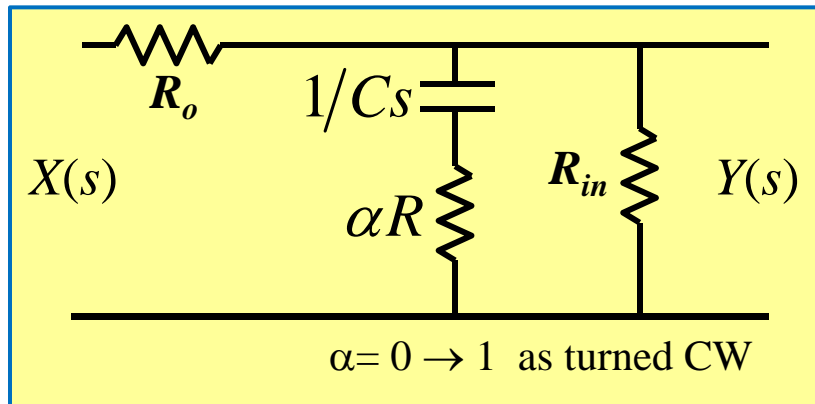 R_o
1/Cs
X(s)
αR
R_in
Y(s)
α= 0 → 1 as turned CW